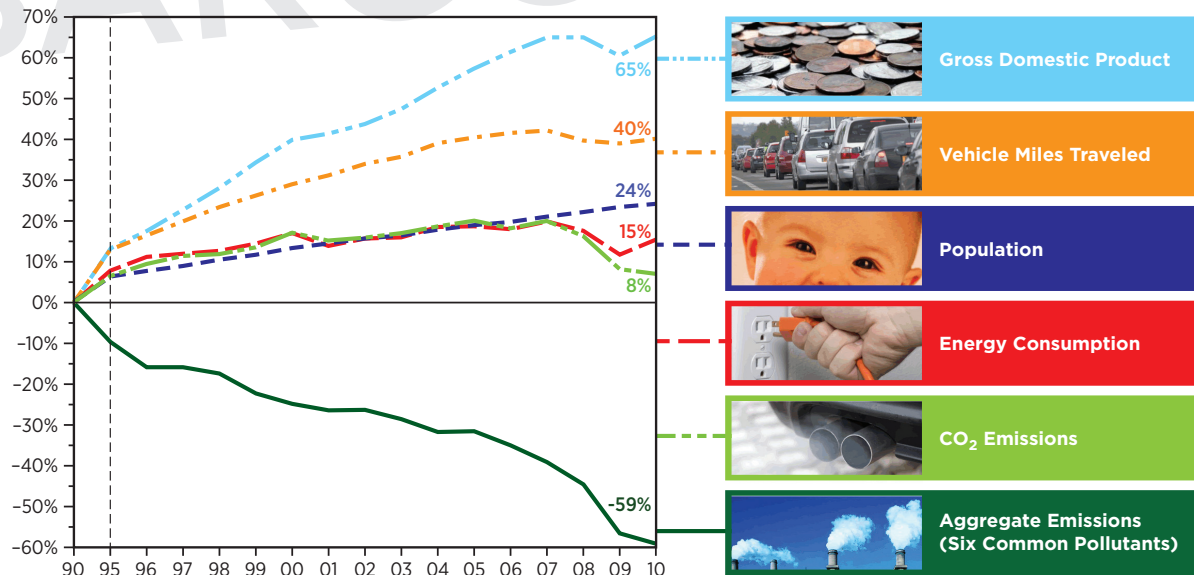 70%
60%
50%
40%
30%
20%
10%
0%
-10%
-20%
-30%
-40%
-50%
-60%
90 95 96 97 98 99 00 01 02 03 04 05 06 07 08 09 10
65%
40%
24%
15%
8%
-59%
Gross Domestic Product
Vehicle Miles Traveled
Population
Energy Consumption
CO₂ Emissions
Aggregate Emissions
(Six Common Pollutants)